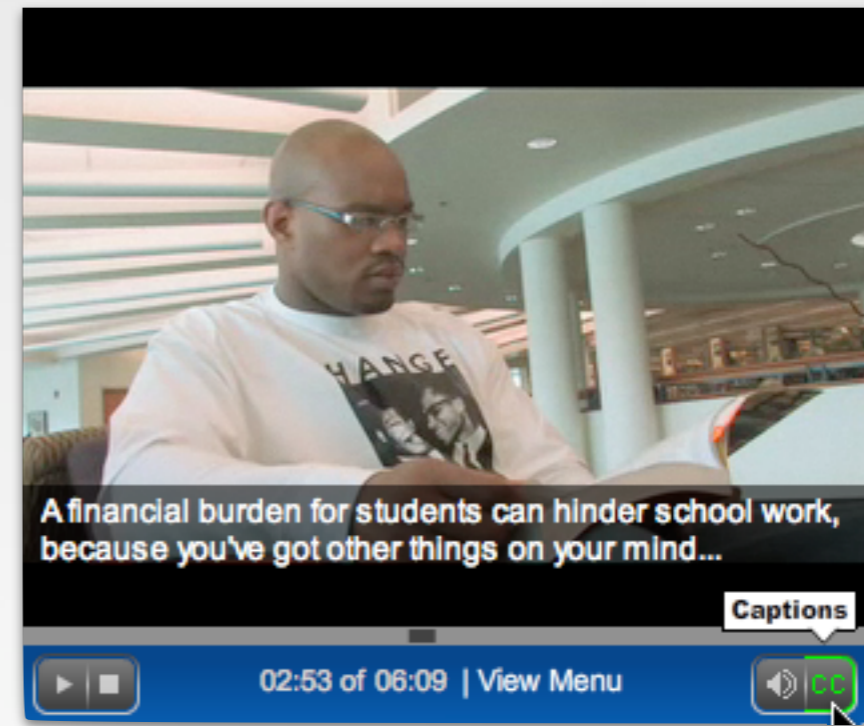 HANGE
A financial burden for students can hinder school work,
because you've got other things on your mind...
Captions
02:53 of 06:09 | View Menu
CC